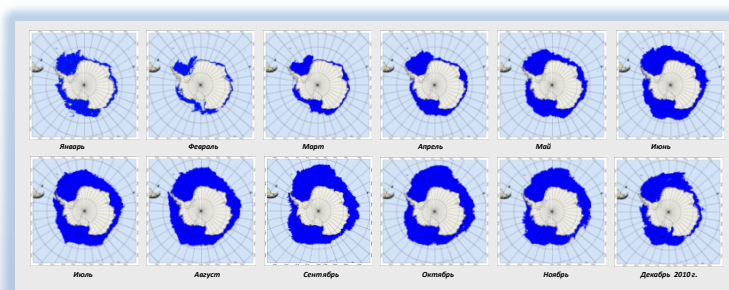 Январь Февраль Март Апрель Май Июнь
Июль Август Сентябрь Октябрь Ноябрь Декабрь 2010 г.